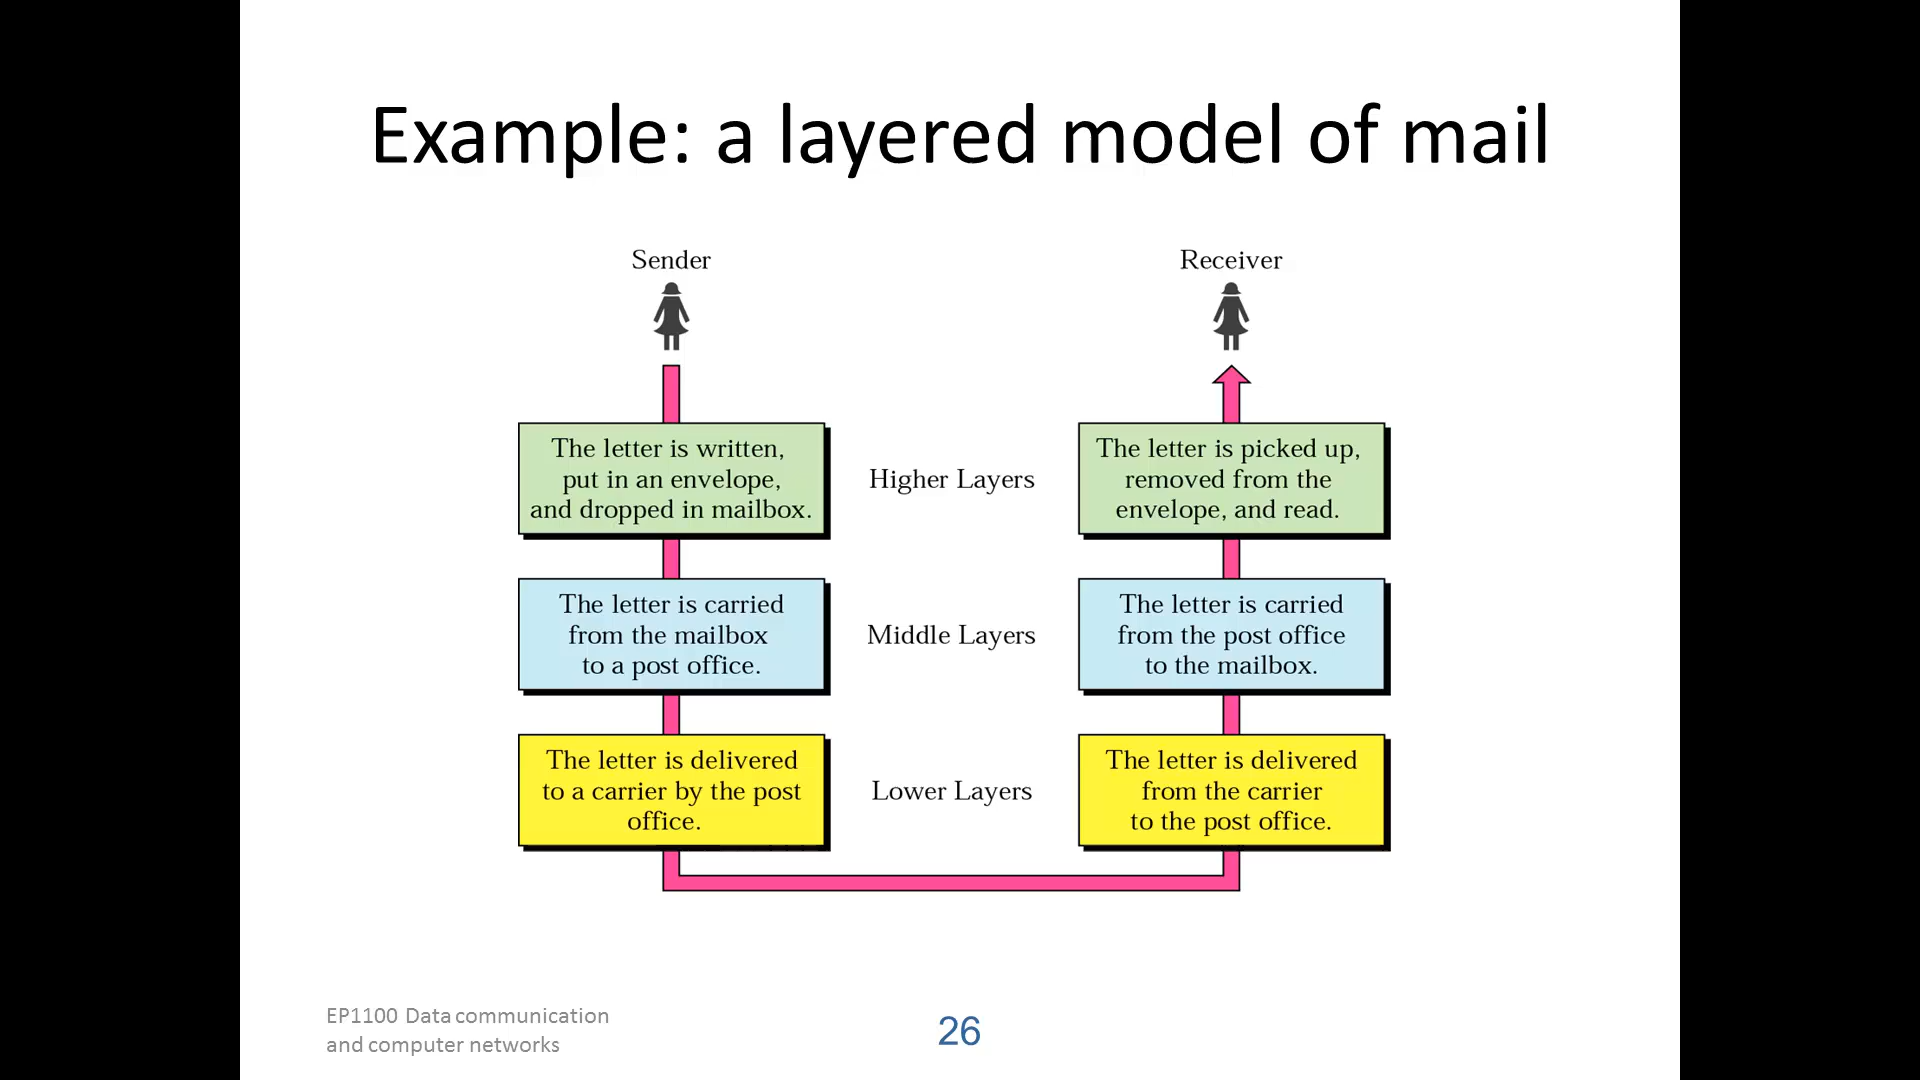 Example: a layered model of mail
Sender
Receiver
The letter is written,
put in an envelope,
and dropped in mailbox.
Higher Layers
The letter is picked up,
removed from the
envelope, and read.
The letter is carried
from the mailbox
to a post office.
Middle Layers
The letter is carried
from the post office
to the mailbox.
The letter is delivered
to a carrier by the post
office.
Lower Layers
The letter is delivered
from the carrier
to the post office.
EP1100 Data communication
and computer networks
26